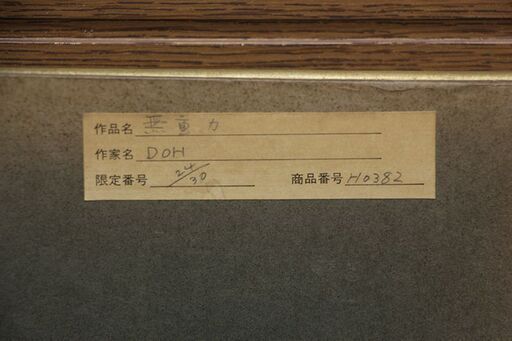 作品名 無重力
作家名 DOH
限定番号 24/30 商品番号 H0382